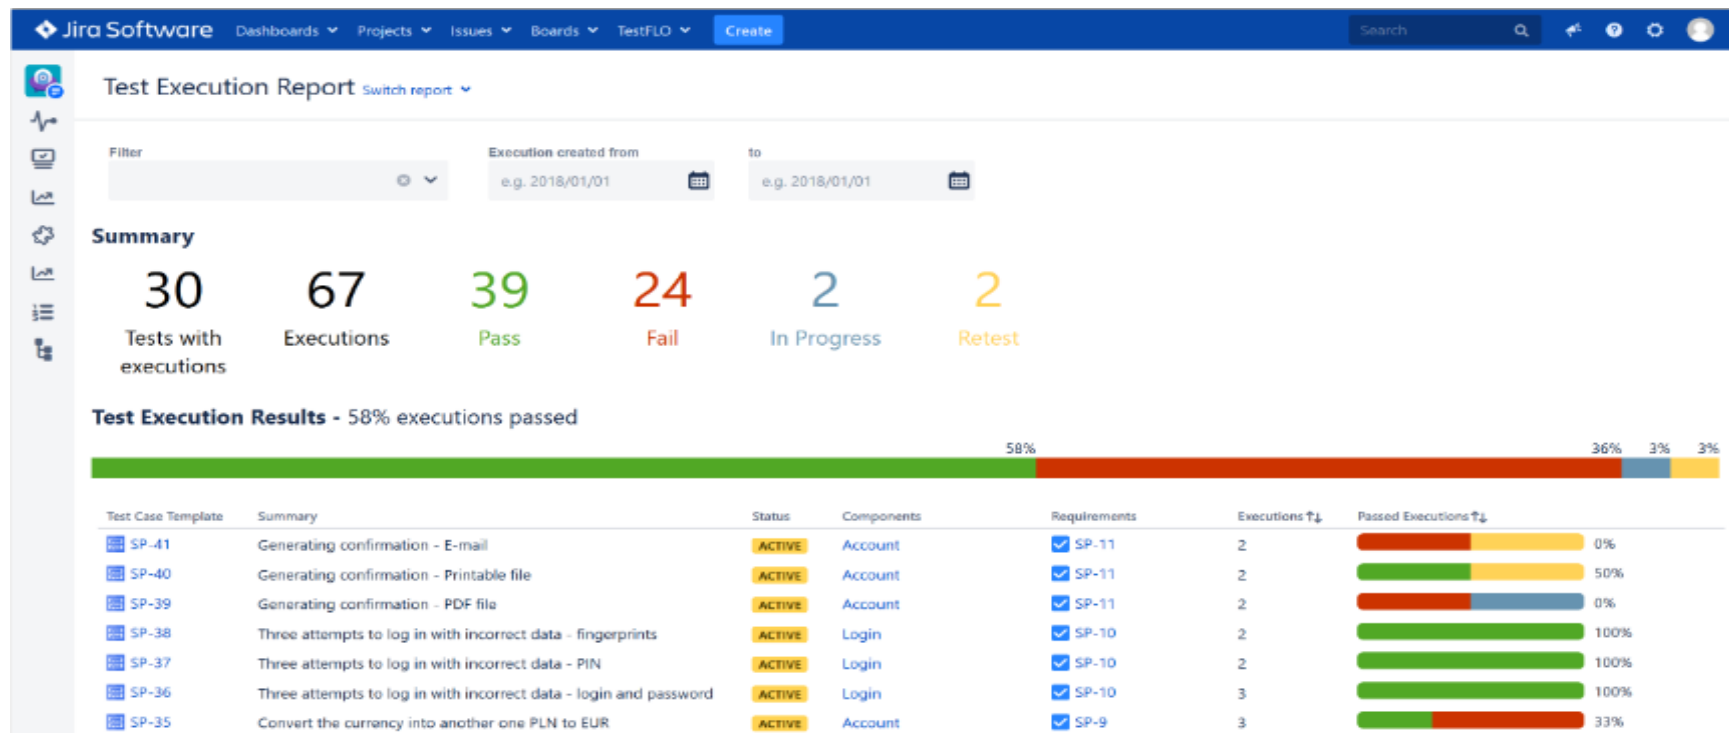 Jira Software Dashboards Projects Issues Boards TestFLO Create Search
Test Execution Report Switch report
Filter Execution created from to
e.g. 2018/01/01 e.g. 2018/01/01
Summary
30 67 39 24 2 2
Tests with executions Executions Pass Fail In Progress Retest
Test Execution Results - 58% executions passed
58% 36% 3% 3%
Test Case Template Summary Status Components Requirements Executions↑↓ Passed Executions↑↓
SP-41 Generating confirmation - E-mail ACTIVE Account SP-11 2 0%
SP-40 Generating confirmation - Printable file ACTIVE Account SP-11 2 50%
SP-39 Generating confirmation - PDF file ACTIVE Account SP-11 2 0%
SP-38 Three attempts to log in with incorrect data - fingerprints ACTIVE Login SP-10 2 100%
SP-37 Three attempts to log in with incorrect data - PIN ACTIVE Login SP-10 2 100%
SP-36 Three attempts to log in with incorrect data - login and password ACTIVE Login SP-10 3 100%
SP-35 Convert the currency into another one PLN to EUR ACTIVE Account SP-9 3 33%